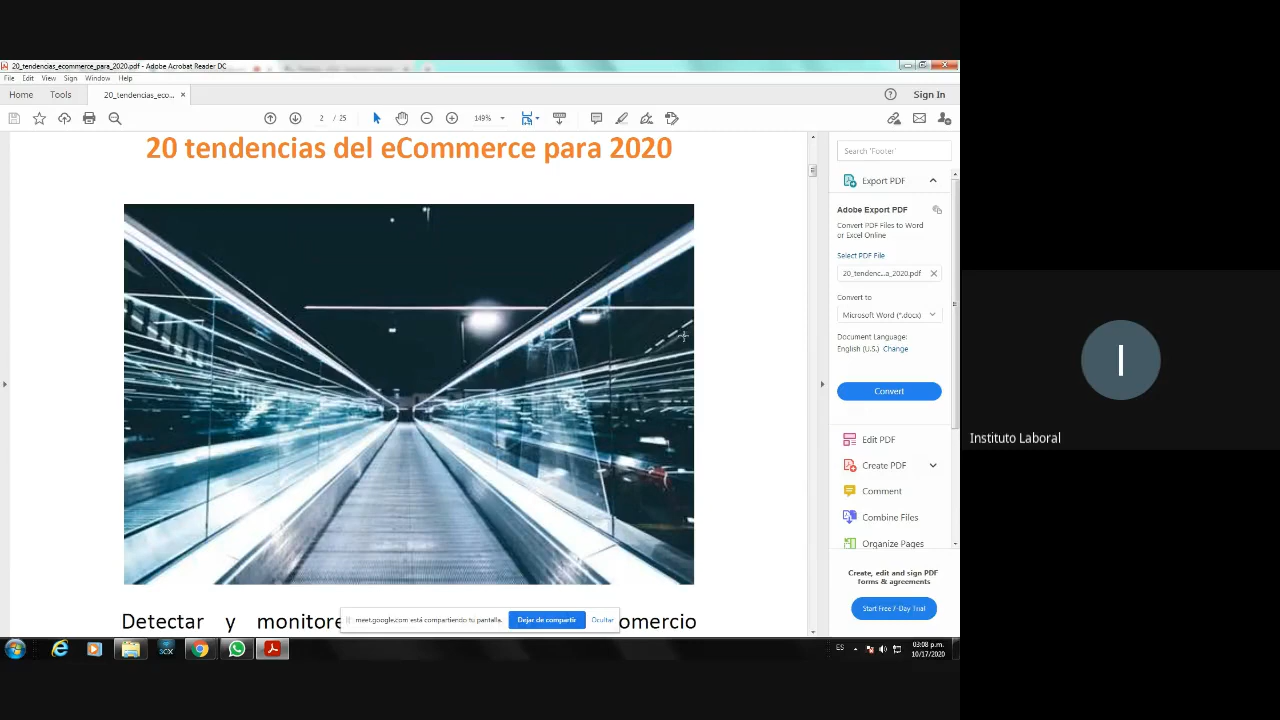 20_tendencias_ecommerce_para_2020.pdf - Adobe Acrobat Reader DC
File Edit View Sign Window Help
Home Tools 20_tendencias_eco... × Sign In
2 / 25 149%
20 tendencias del eCommerce para 2020
Search 'Footer'
Export PDF
Adobe Export PDF
Convert PDF Files to Word
or Excel Online
Select PDF File
20_tendenc...a_2020.pdf
Convert to
Microsoft Word (*.docx)
Document Language:
English (U.S.) Change
Convert
Edit PDF
Create PDF
Comment
Combine Files
Organize Pages
Create, edit and sign PDF
forms & agreements
Start Free 7-Day Trial
Detectar y monitore omercio
meet.google.com está compartiendo tu pantalla. Dejar de compartir Ocultar
3CX
ES 03:08 p.m.
10/17/2020
I
Instituto Laboral